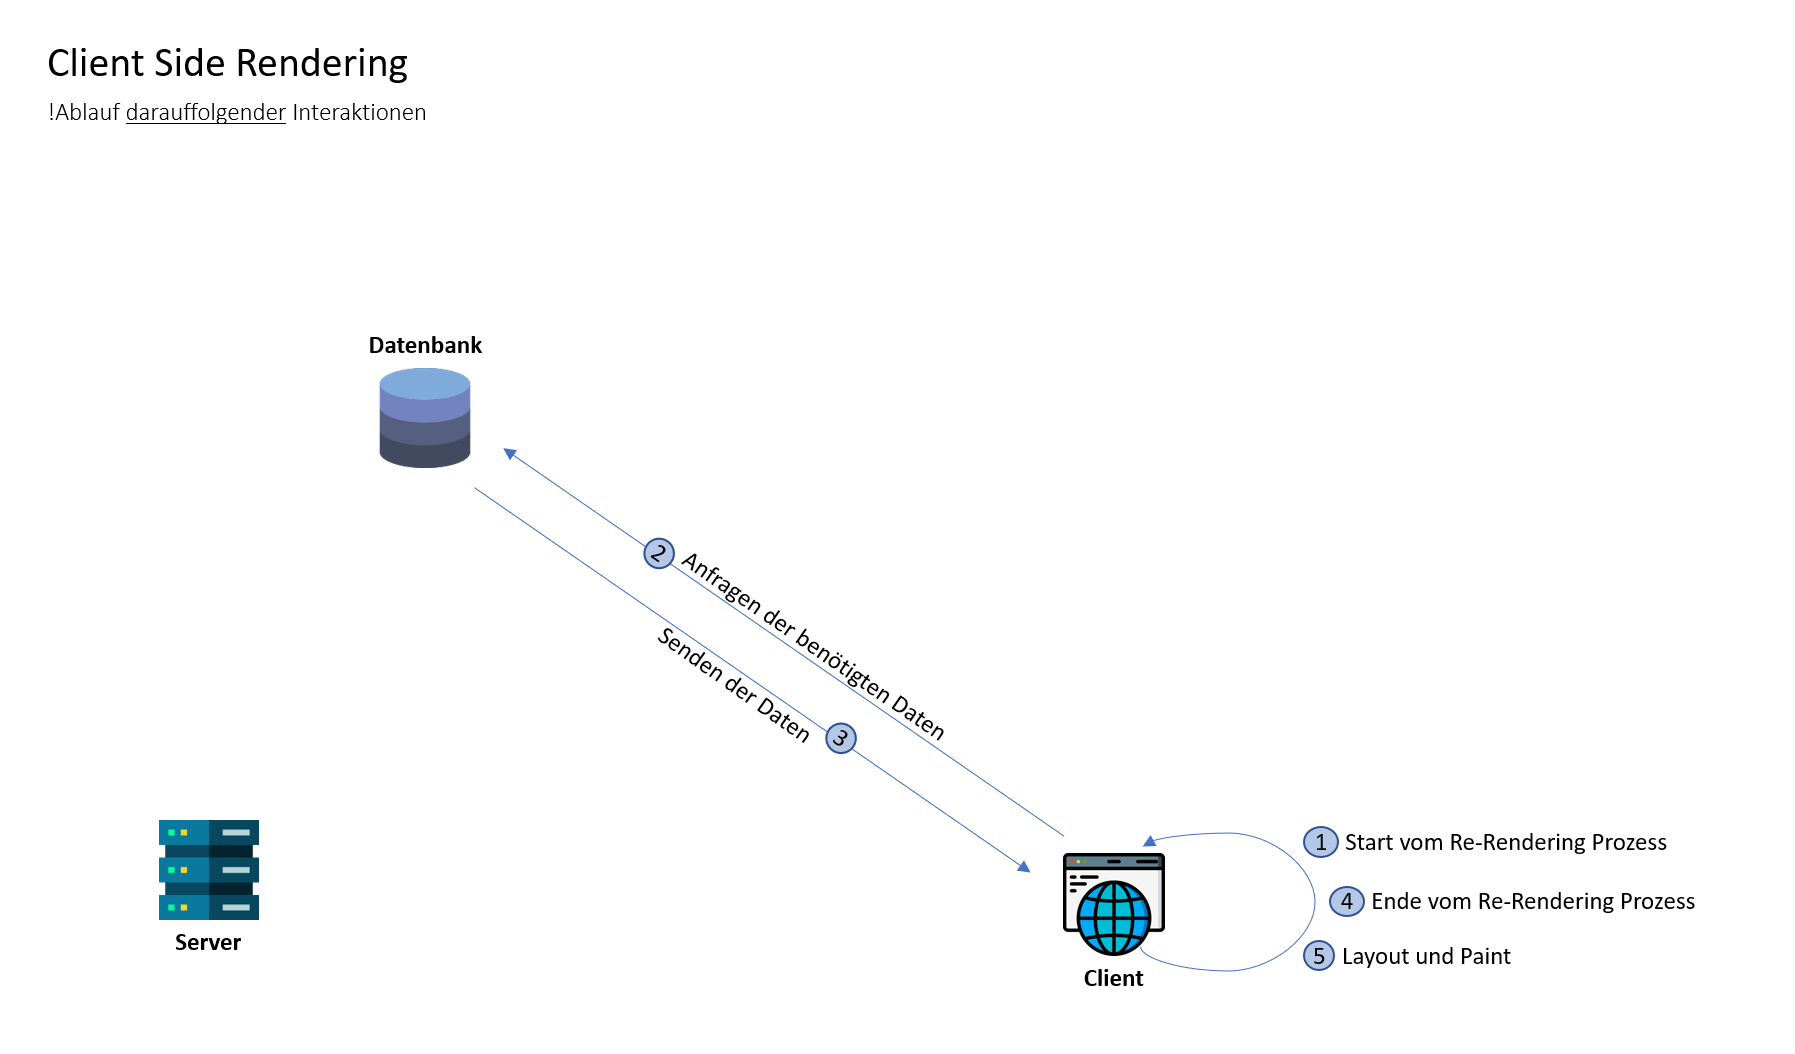 Client Side Rendering
!Ablauf darauffolgender Interaktionen
Datenbank
2 Anfragen der benötigten Daten
Senden der Daten 3
1 Start vom Re-Rendering Prozess
4 Ende vom Re-Rendering Prozess
5 Layout und Paint
Server
Client